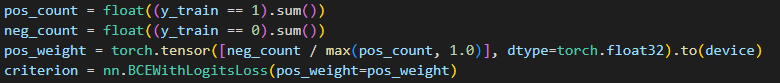 pos_count = float((y_train == 1).sum())
neg_count = float((y_train == 0).sum())
pos_weight = torch.tensor([neg_count / max(pos_count, 1.0)], dtype=torch.float32).to(device)
criterion = nn.BCEWithLogitsLoss(pos_weight=pos_weight)